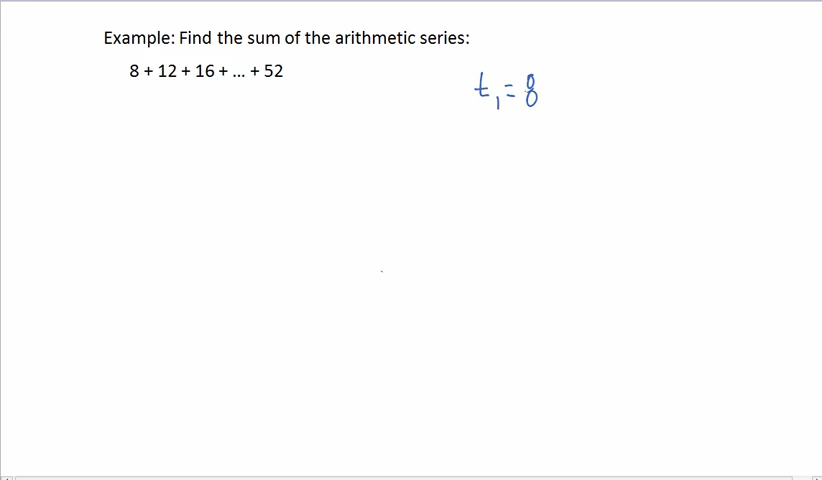 Example: Find the sum of the arithmetic series:
8 + 12 + 16 + ... + 52
t₁ = 8